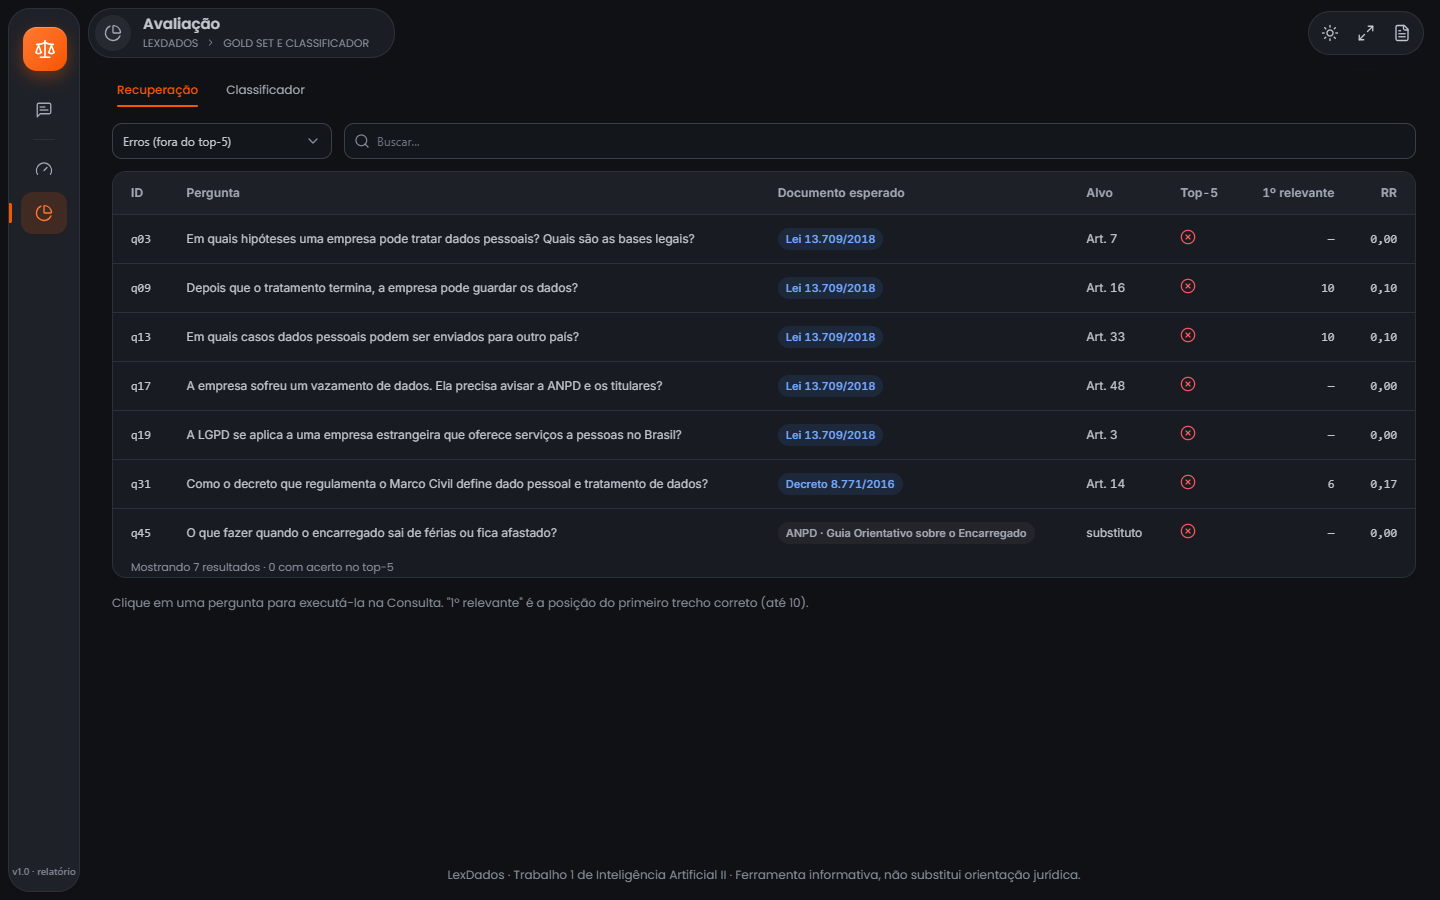 Avaliação
LEXDADOS > GOLD SET E CLASSIFICADOR
Recuperação Classificador
Erros (fora do top-5) Buscar...
ID Pergunta Documento esperado Alvo Top-5 1º relevante RR
q03 Em quais hipóteses uma empresa pode tratar dados pessoais? Quais são as bases legais? Lei 13.709/2018 Art. 7 — 0,00
q09 Depois que o tratamento termina, a empresa pode guardar os dados? Lei 13.709/2018 Art. 16 10 0,10
q13 Em quais casos dados pessoais podem ser enviados para outro país? Lei 13.709/2018 Art. 33 10 0,10
q17 A empresa sofreu um vazamento de dados. Ela precisa avisar a ANPD e os titulares? Lei 13.709/2018 Art. 48 — 0,00
q19 A LGPD se aplica a uma empresa estrangeira que oferece serviços a pessoas no Brasil? Lei 13.709/2018 Art. 3 — 0,00
q31 Como o decreto que regulamenta o Marco Civil define dado pessoal e tratamento de dados? Decreto 8.771/2016 Art. 14 6 0,17
q45 O que fazer quando o encarregado sai de férias ou fica afastado? ANPD · Guia Orientativo sobre o Encarregado substituto — 0,00
Mostrando 7 resultados · 0 com acerto no top-5
Clique em uma pergunta para executá-la na Consulta. "1º relevante" é a posição do primeiro trecho correto (até 10).
v1.0 · relatório
LexDados · Trabalho 1 de Inteligência Artificial II · Ferramenta informativa, não substitui orientação jurídica.